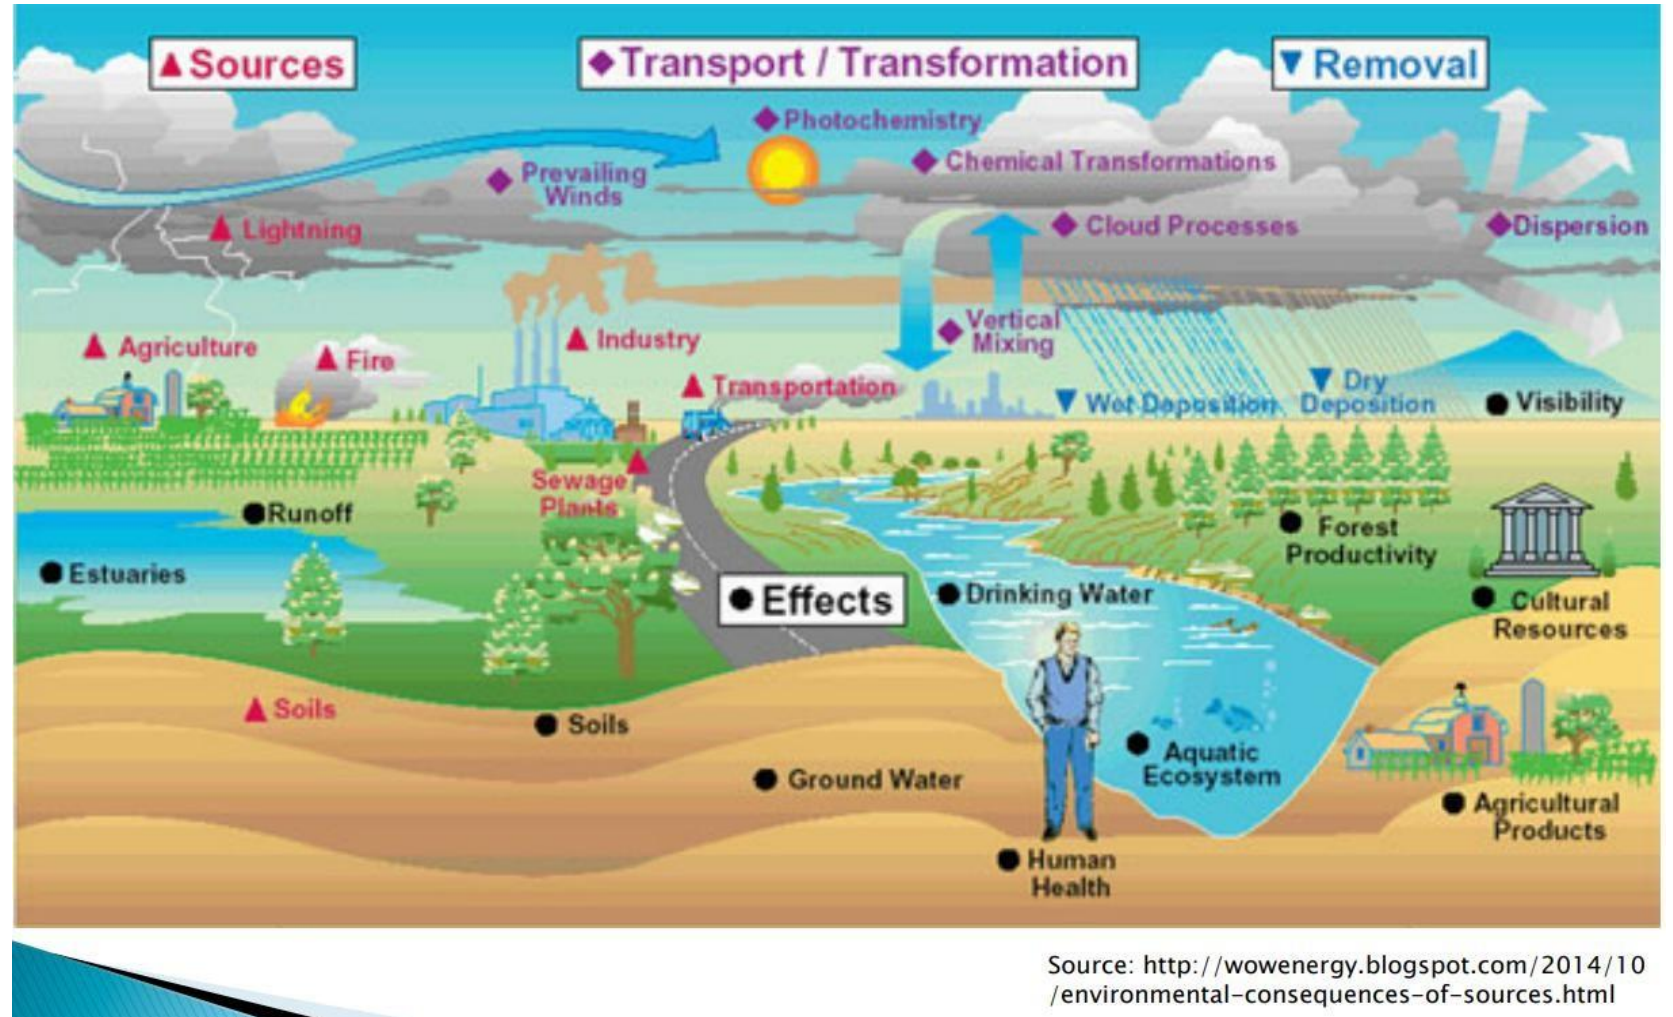 ▲Sources
◆Transport / Transformation
▼ Removal
◆Photochemistry
◆ Chemical Transformations
◆ Prevailing
Winds
▲ Lightning
◆ Cloud Processes
◆Dispersion
▲ Agriculture
▲ Fire
▲ Industry
◆ Vertical
Mixing
▲ Transportation
▼ Wet Deposition
▼ Dry
Deposition
● Visibility
▲
Sewage
Plants
●Runoff
● Forest
Productivity
● Estuaries
● Effects
●Drinking Water
● Cultural
Resources
▲ Soils
● Soils
● Ground Water
● Aquatic
Ecosystem
● Agricultural
Products
● Human
Health
Source: http://wowenergy.blogspot.com/2014/10
/environmental-consequences-of-sources.html